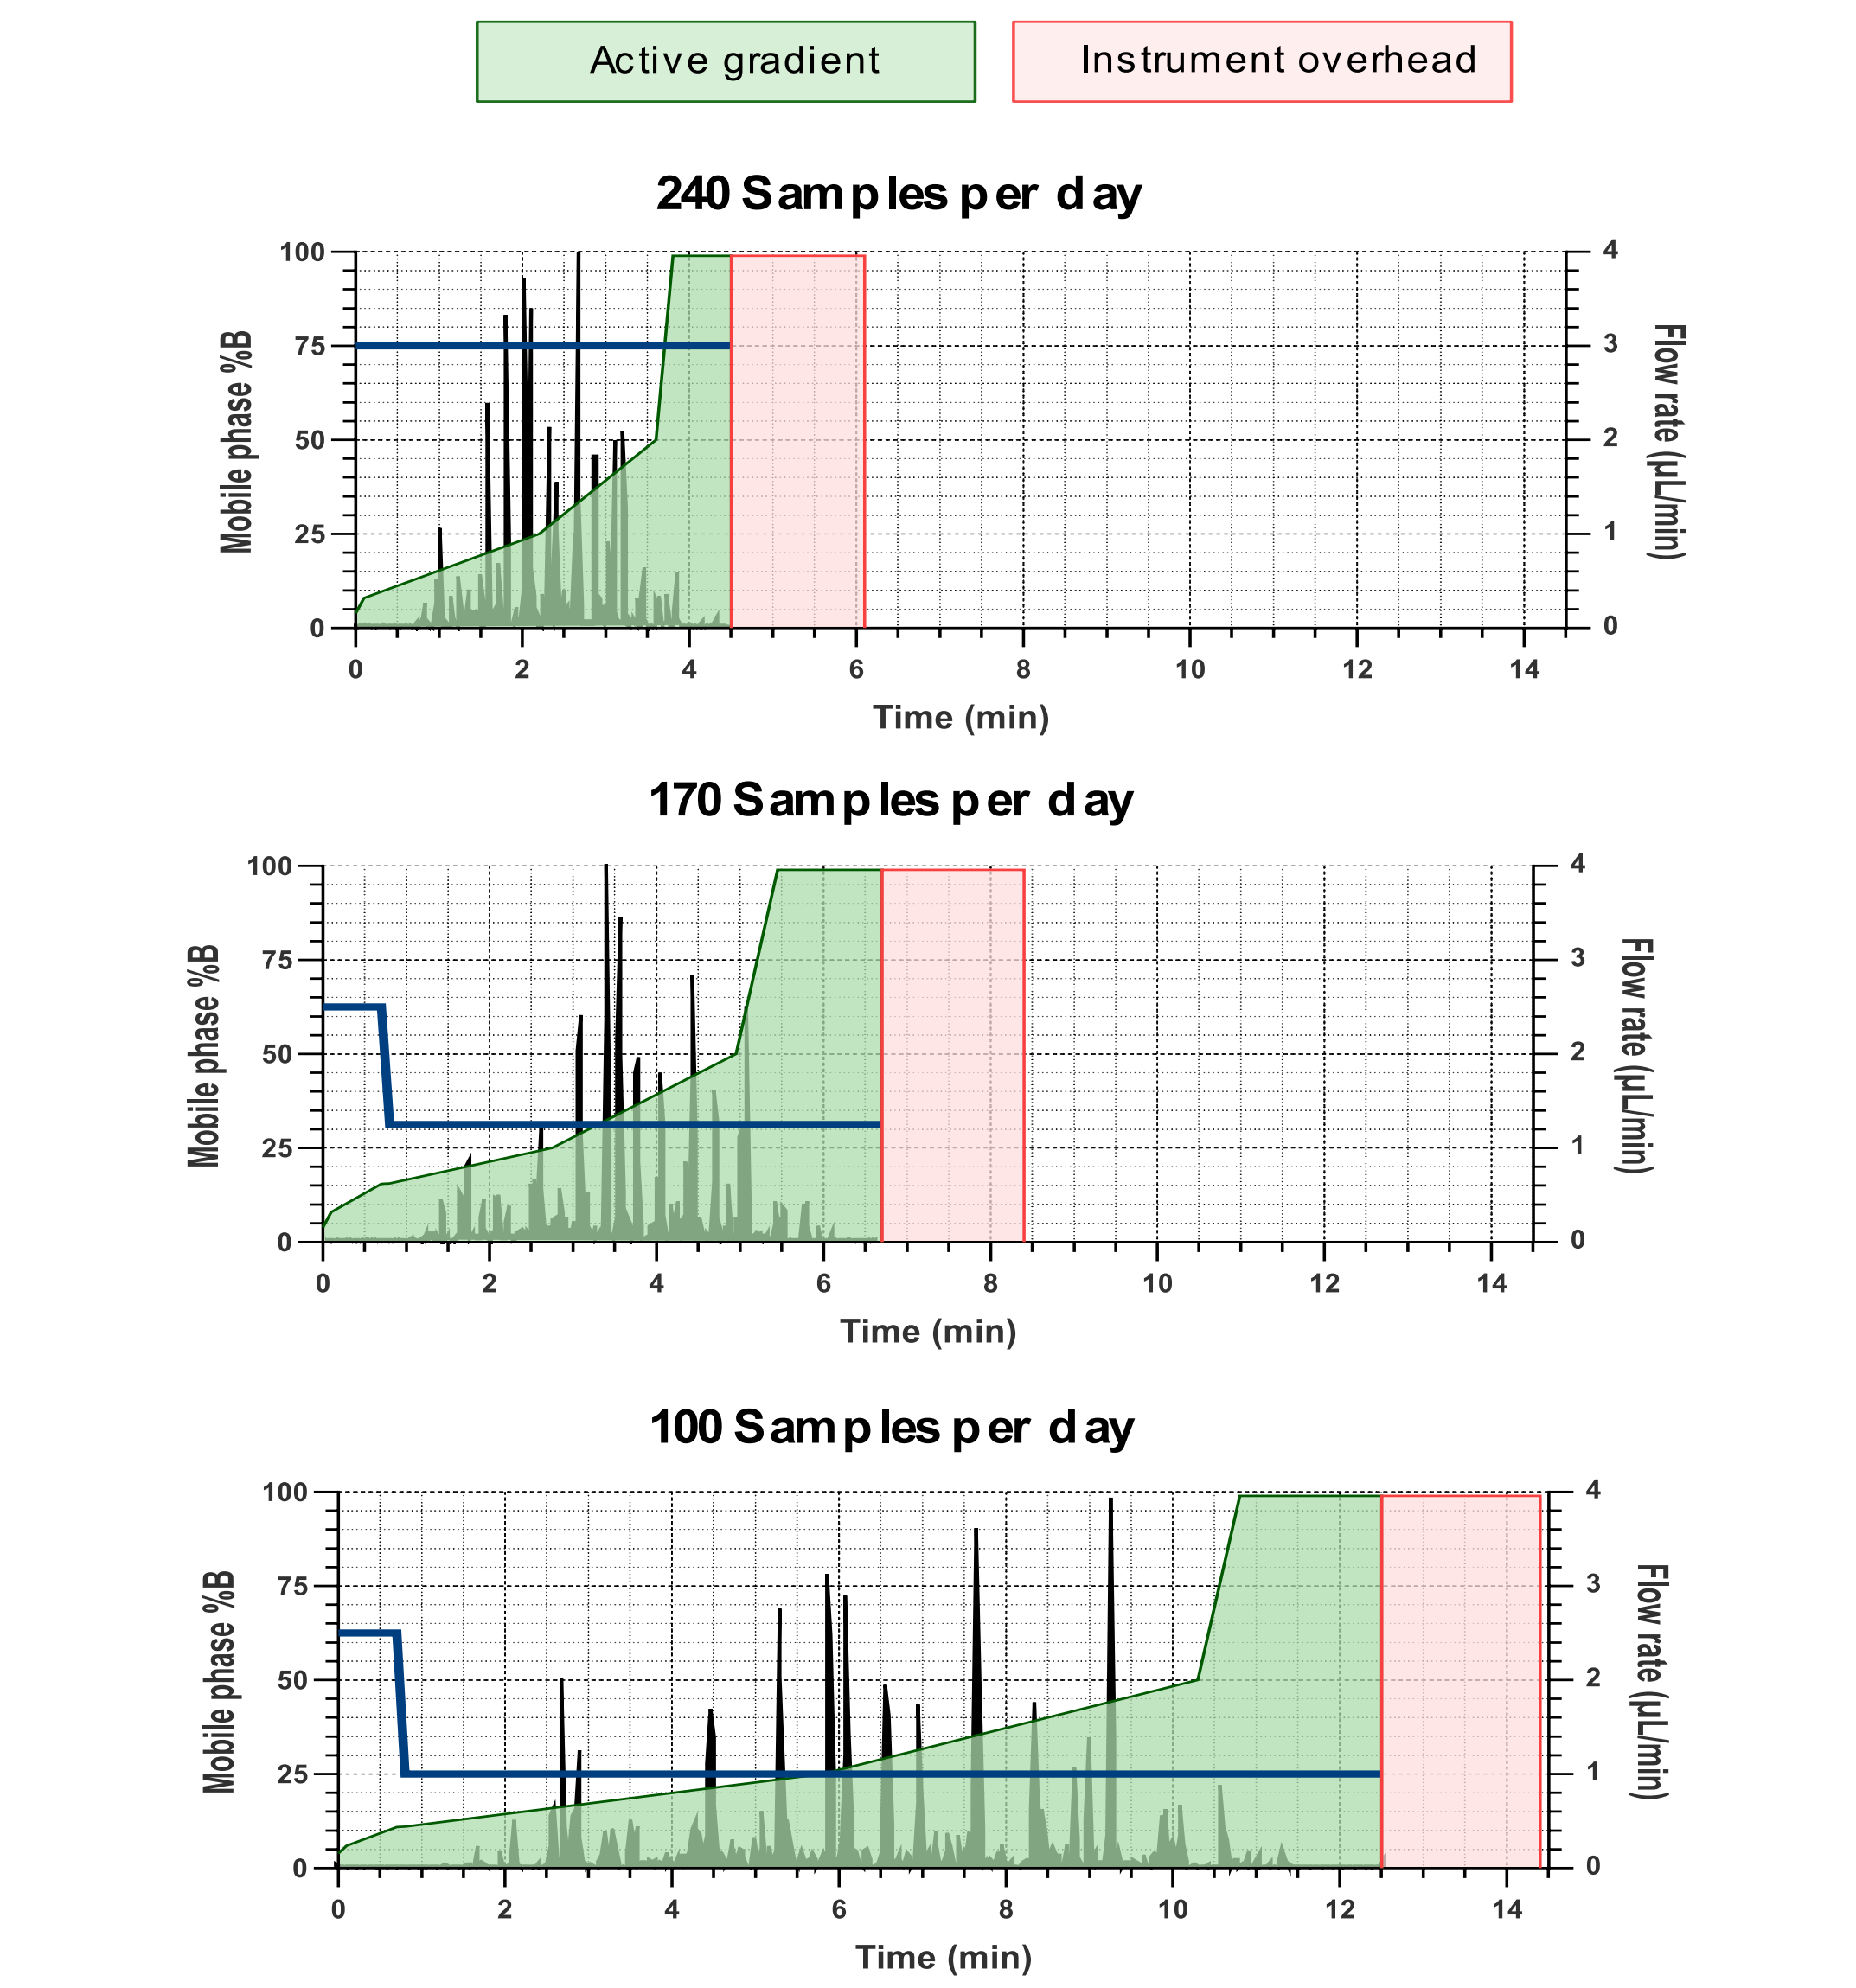 Active gradient
Instrument overhead
240 Samples per day
100
75
50
25
0
Mobile phase %B
4
3
2
1
0
Flow rate (µL/min)
0 2 4 6 8 10 12 14
Time (min)
170 Samples per day
100
75
50
25
0
Mobile phase %B
4
3
2
1
0
Flow rate (µL/min)
0 2 4 6 8 10 12 14
Time (min)
100 Samples per day
100
75
50
25
0
Mobile phase %B
4
3
2
1
0
Flow rate (µL/min)
0 2 4 6 8 10 12 14
Time (min)